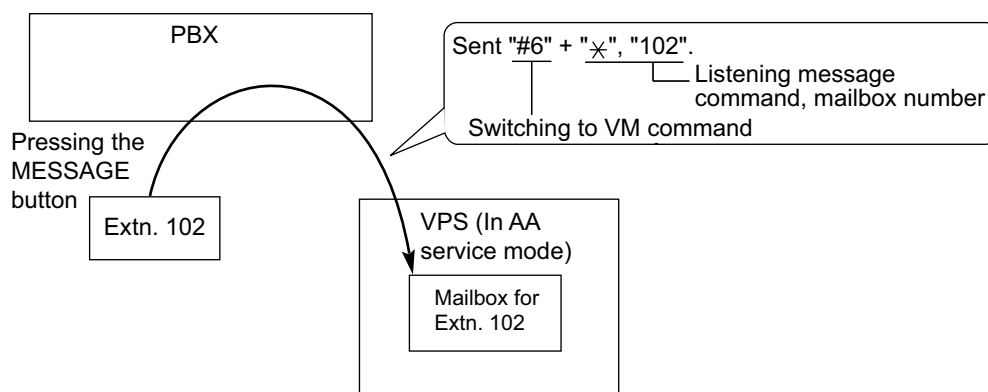 PBX
Sent "#6" + "⚹", "102".
Listening message
command, mailbox number
Switching to VM command
Pressing the
MESSAGE
button
Extn. 102
VPS (In AA
service mode)
Mailbox for
Extn. 102